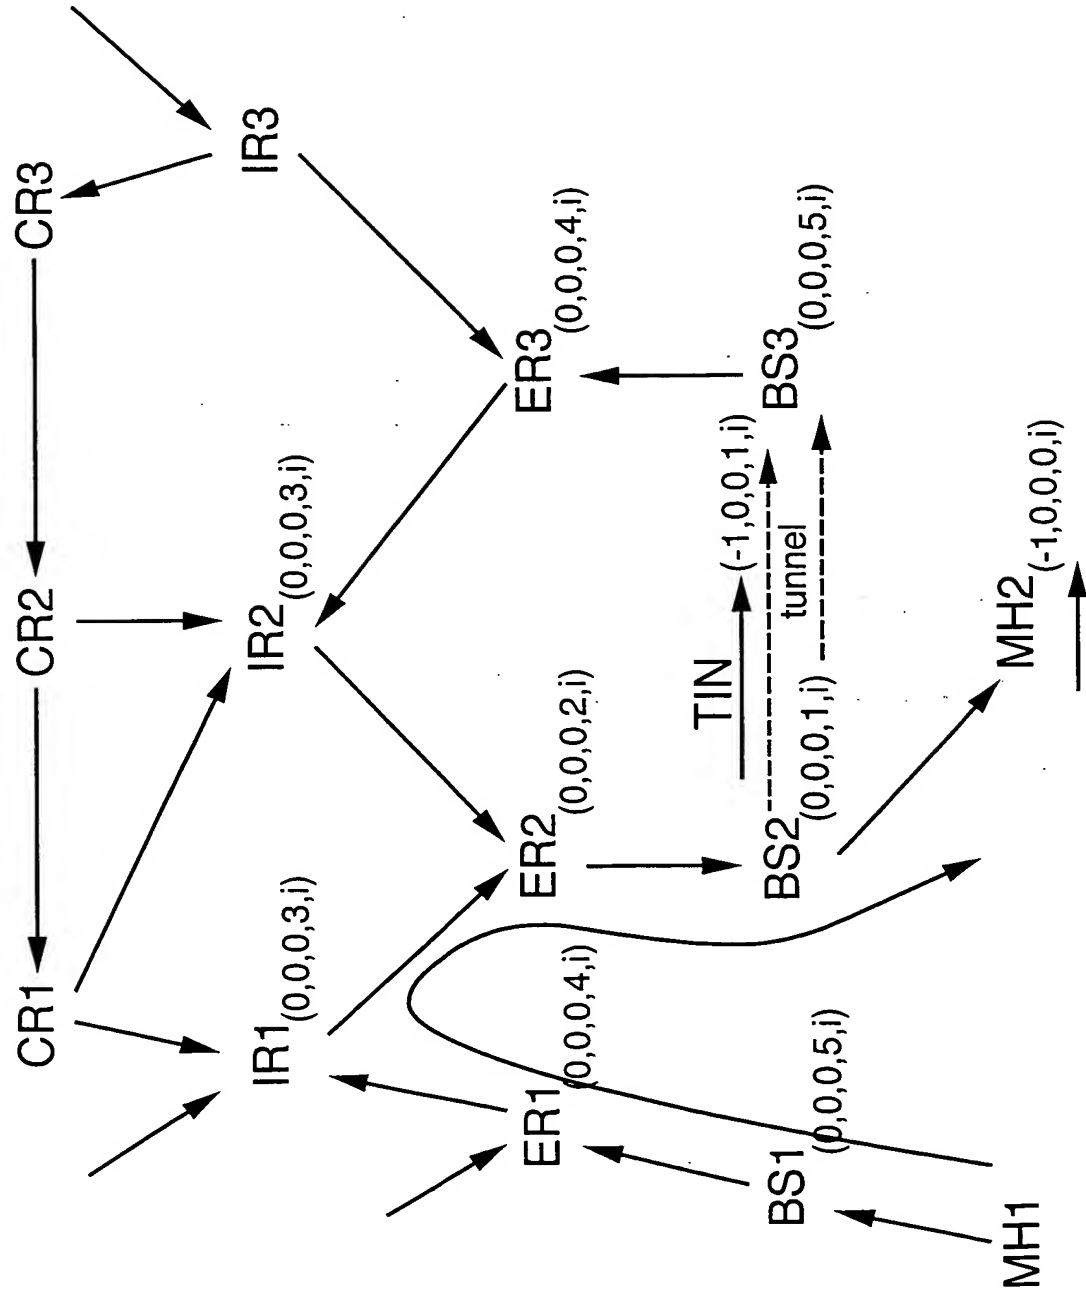 CR1
CR2
CR3
IR1(0,0,0,3,i)
IR2(0,0,0,3,i)
IR3
ER1(0,0,0,4,i)
ER2(0,0,0,2,i)
ER3(0,0,0,4,i)
TIN
(-1,0,0,1,i)
BS1(0,0,0,5,i)
BS2(0,0,0,1,i)
tunnel
BS3(0,0,0,5,i)
MH1
MH2(-1,0,0,0,i)